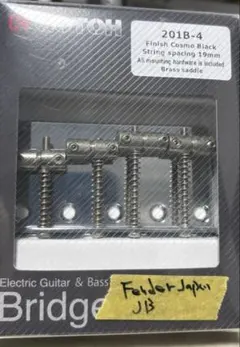 GOTOH
201B-4
Finish Cosmo Black
String spacing 19mm
All mounting hardware is included
Brass saddle
Electric Guitar & Bass
Bridge
Fender Japan
JB